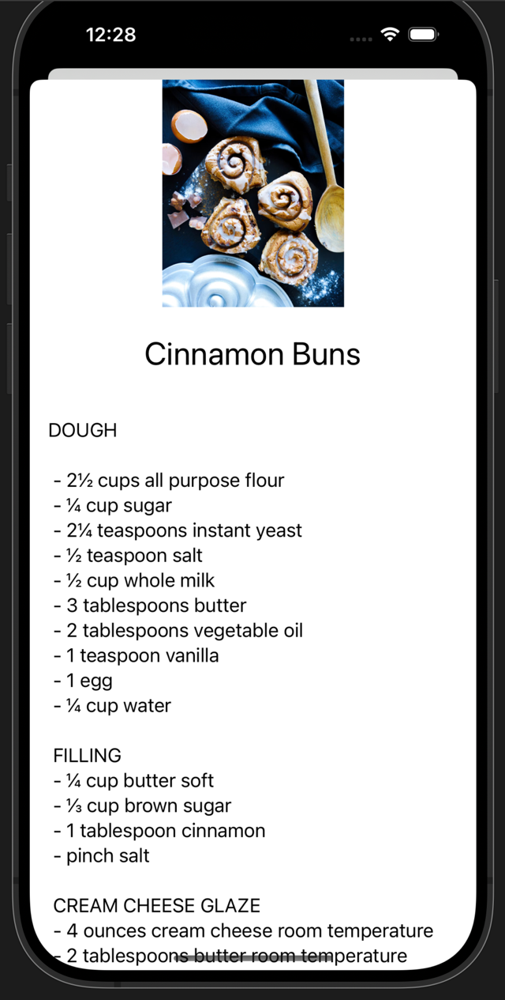 12:28
Cinnamon Buns
DOUGH
- 2½ cups all purpose flour
- ¼ cup sugar
- 2¼ teaspoons instant yeast
- ½ teaspoon salt
- ½ cup whole milk
- 3 tablespoons butter
- 2 tablespoons vegetable oil
- 1 teaspoon vanilla
- 1 egg
- ¼ cup water
FILLING
- ¼ cup butter soft
- ⅓ cup brown sugar
- 1 tablespoon cinnamon
- pinch salt
CREAM CHEESE GLAZE
- 4 ounces cream cheese room temperature
- 2 tablespoons butter room temperature